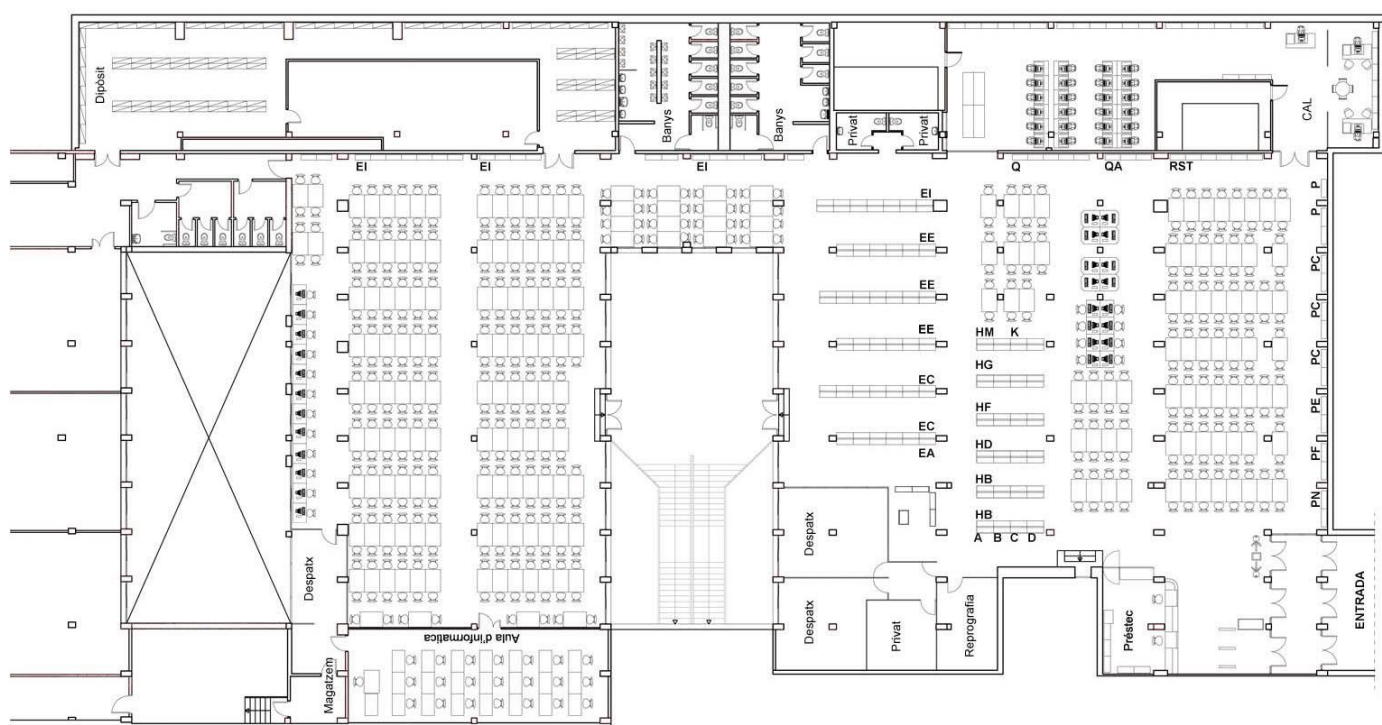 Dipòsit
Banys
Banys
Privat
Privat
CAL
EI
EI
EI
Q
QA
RST
P
P
PC
PC
PC
PE
PF
PN
EI
EE
EE
EE
EC
EC
EA
HM K
HG
HF
HD
HB
HB
A B C D
Despatx
Despatx
Despatx
Privat
Reprografia
Préstec
ENTRADA
Aula d'informatica
Magatzem